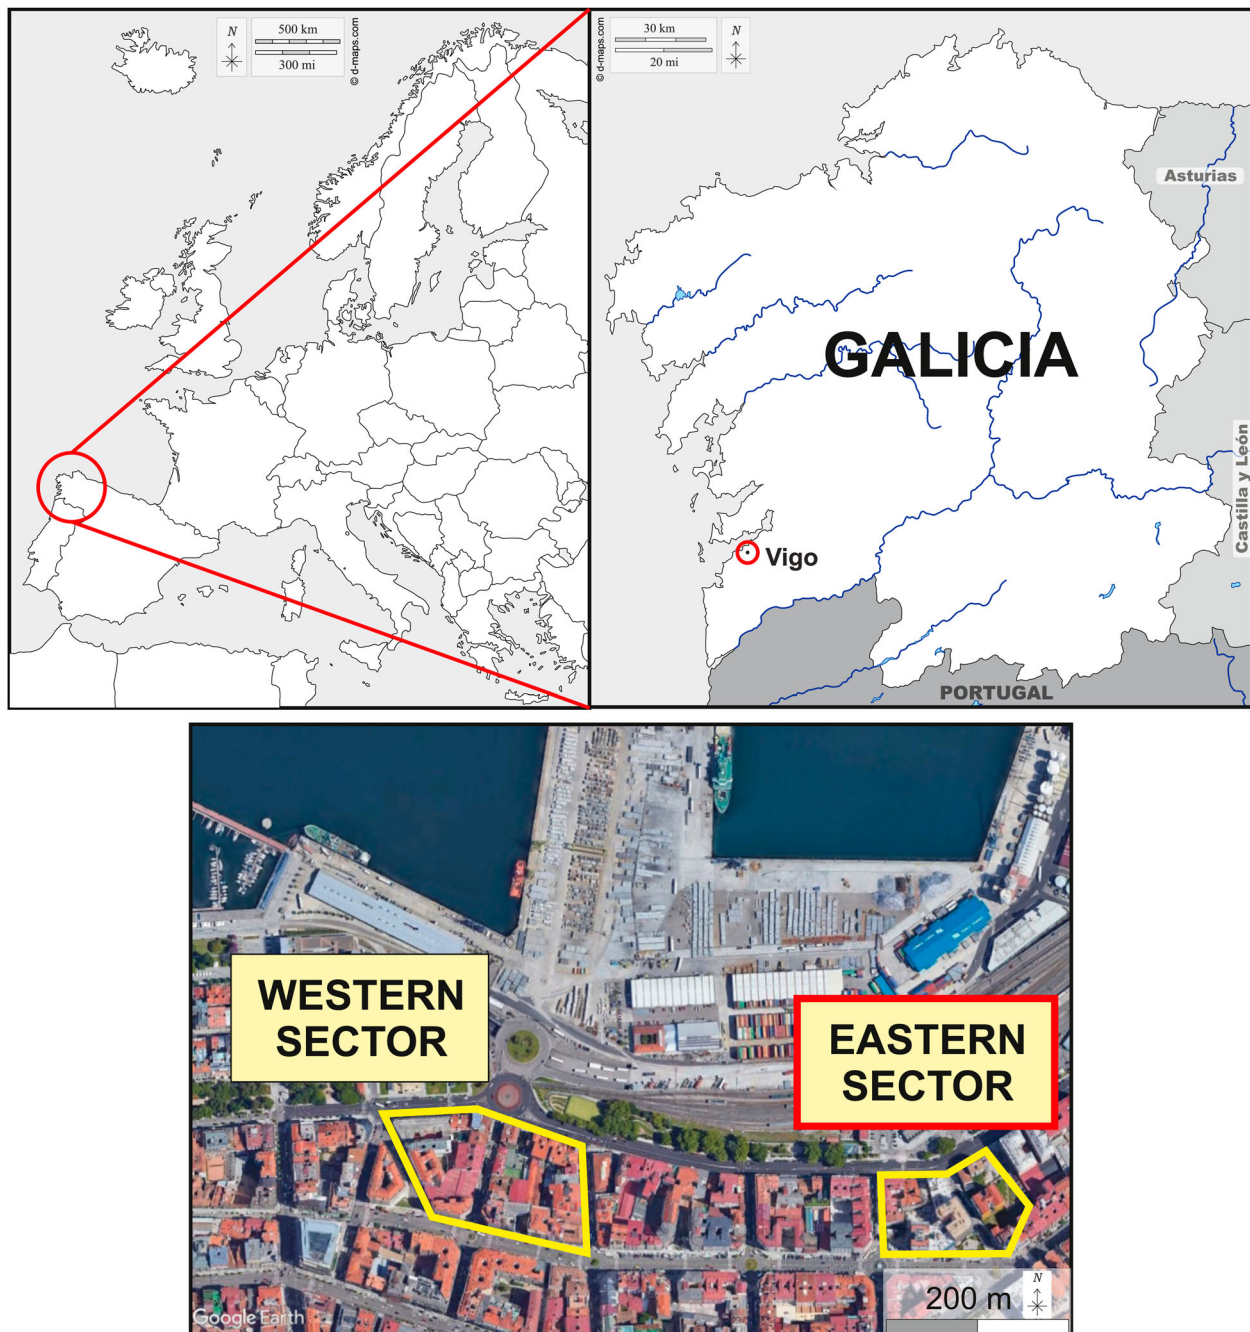 N
500 km
300 mi
© d-maps.com
30 km
20 mi
N
© d-maps.com
Asturias
GALICIA
Castilla y León
Vigo
PORTUGAL
WESTERN
SECTOR
EASTERN
SECTOR
200 m
N
Google Earth